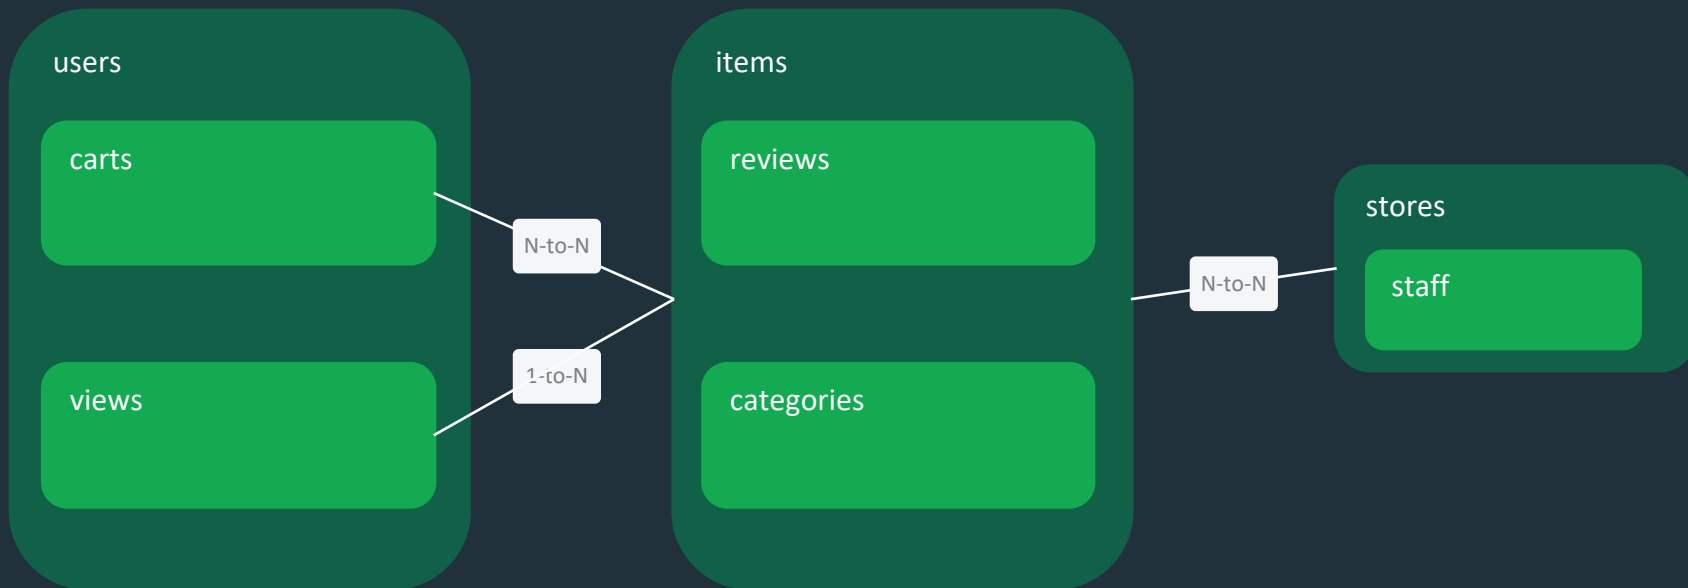 users
carts
views
N-to-N
1-to-N
items
reviews
categories
N-to-N
stores
staff